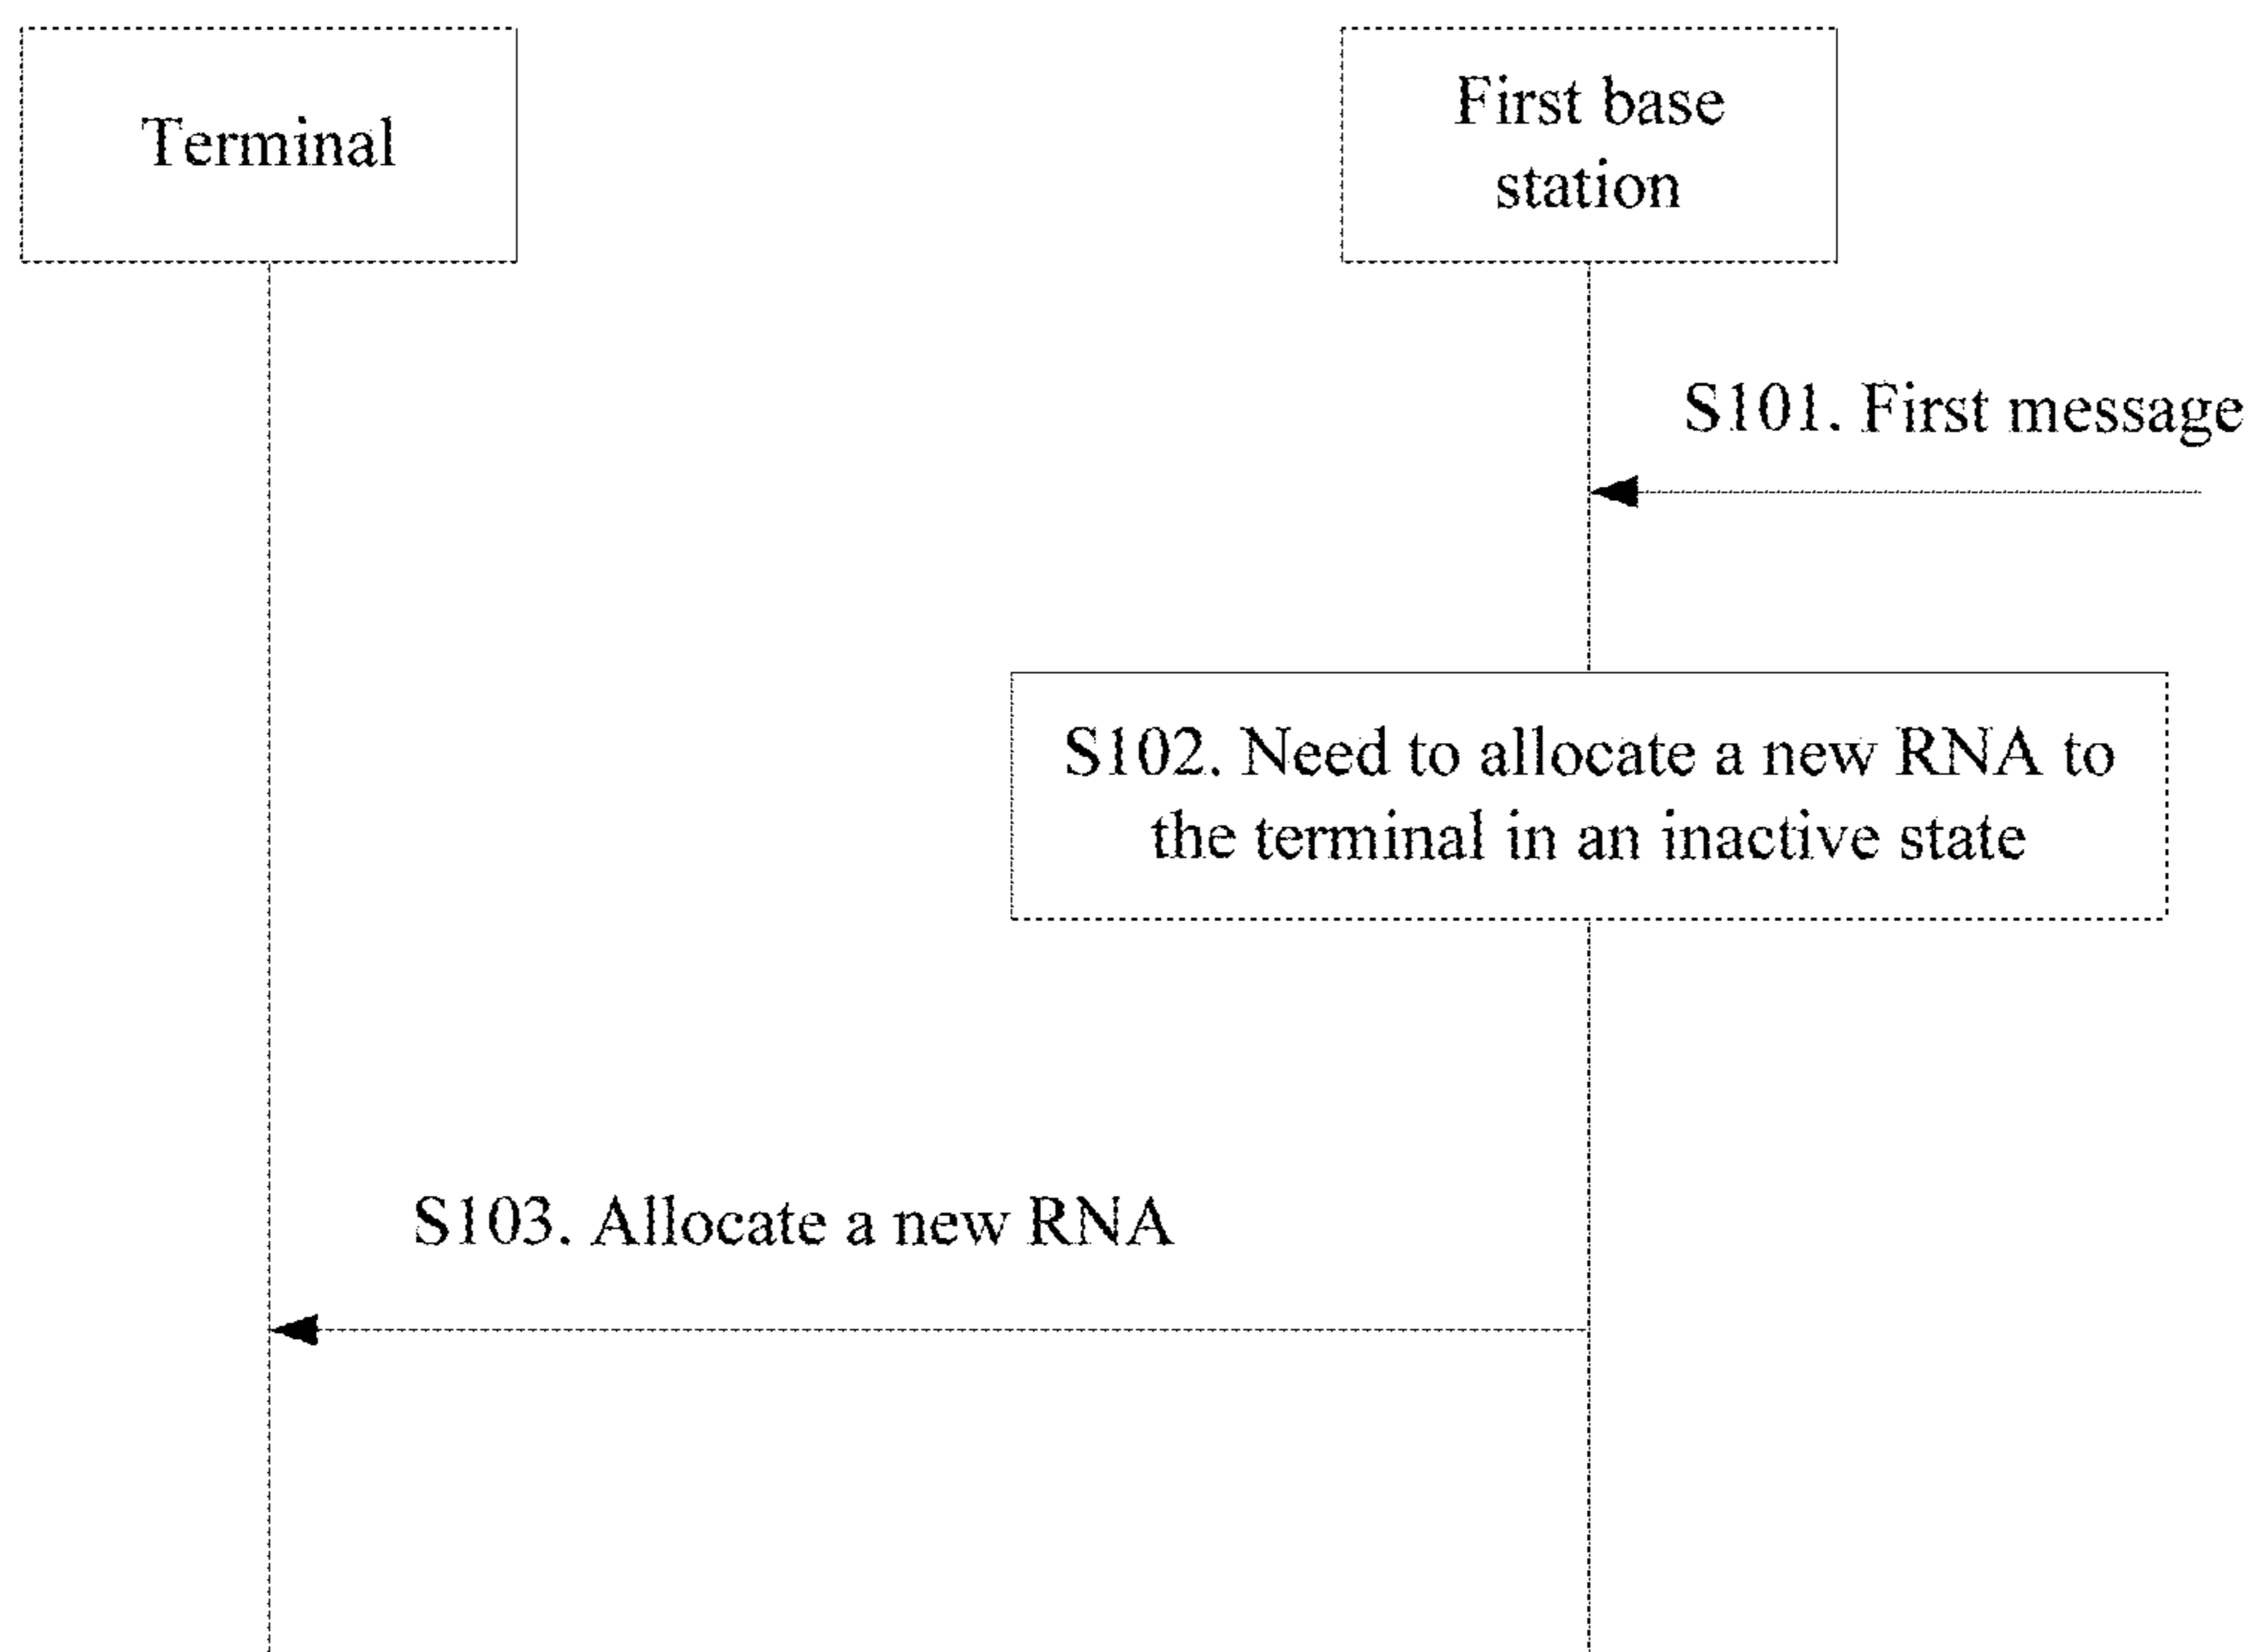 Terminal
First base
station
S101. First message
S102. Need to allocate a new RNA to
the terminal in an inactive state
S103. Allocate a new RNA